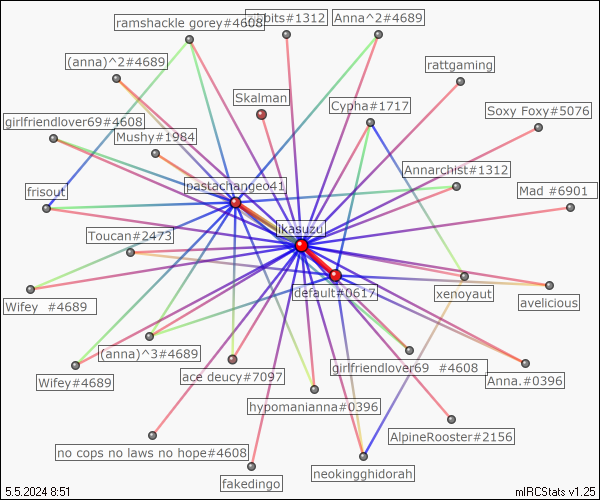 ramshackle gorey#4608
ribbits#1312
Anna^2#4689
(anna)^2#4689
rattgaming
Skalman
Cypha#1717
Soxy Foxy#5076
girlfriendlover69#4608
Mushy#1984
Annarchist#1312
pastachangeo41
frisout
Mad #6901
Toucan#2473
ikasuzu
default#0617
xenoyaut
avelicious
Wifey #4689
(anna)^3#4689
girlfriendlover69 #4608
Wifey#4689
ace deucy#7097
Anna.#0396
hypomanianna#0396
AlpineRooster#2156
no cops no laws no hope#4608
neokingghidorah
fakedingo
5.5.2024 8:51
mIRCStats v1.25